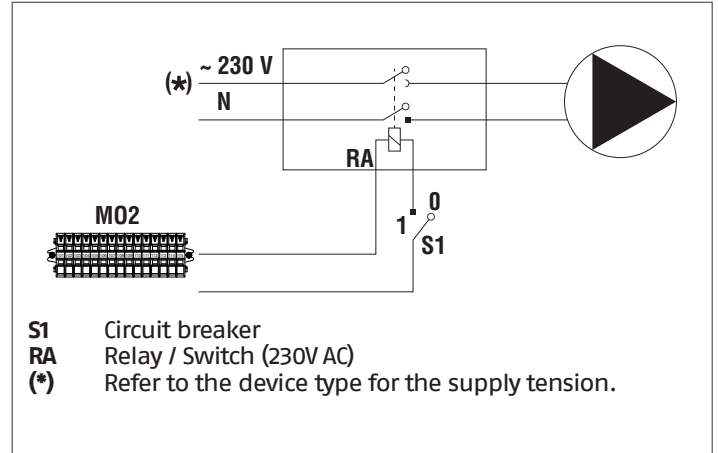 ~ 230 V
(*)
N
RA
MO2
0
1
S1
S1 Circuit breaker
RA Relay / Switch (230V AC)
(*) Refer to the device type for the supply tension.